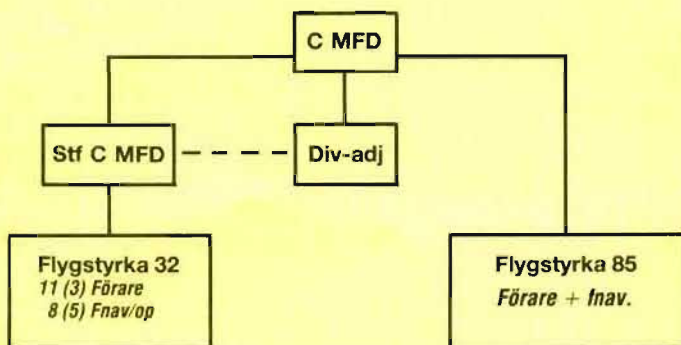 C MFD
Stf C MFD
Div-adj
Flygstyrka 32
11 (3) Förare
8 (5) Fnav/op
Flygstyrka 85
Förare + fnav.